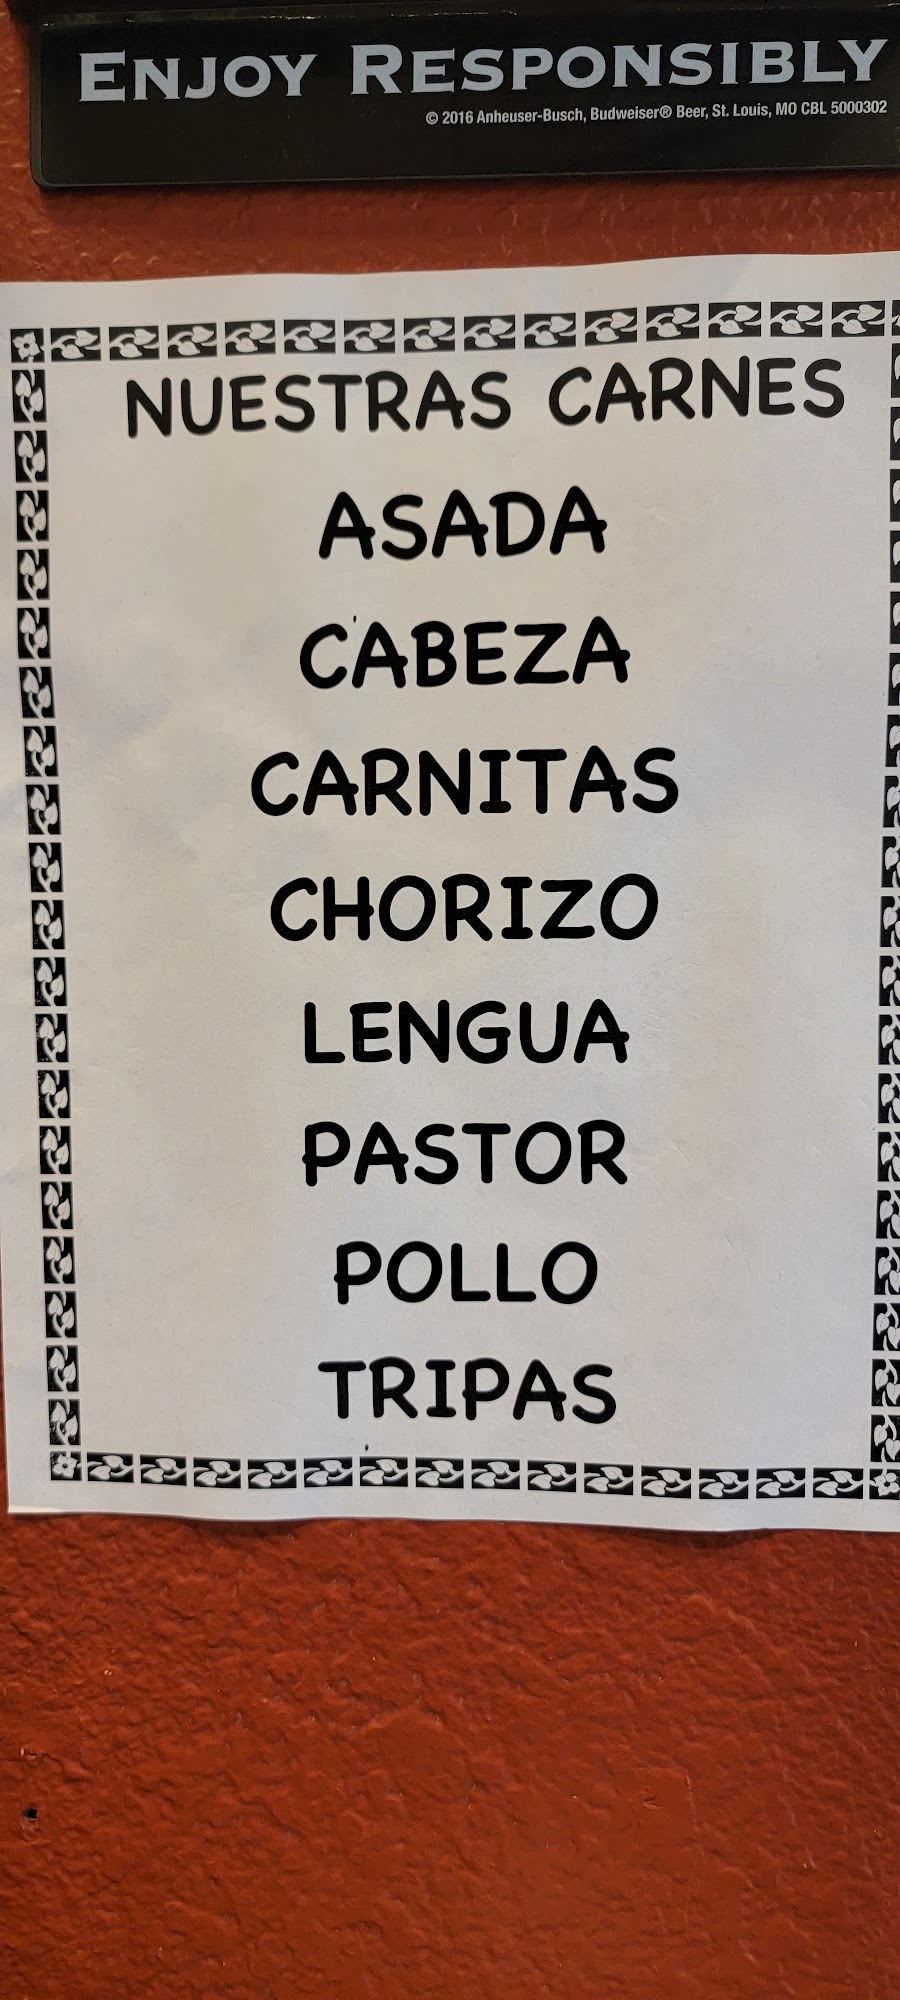 ENJOY RESPONSIBLY
© 2016 Anheuser-Busch, Budweiser® Beer, St. Louis, MO CBL 5000302
NUESTRAS CARNES
ASADA
CABEZA
CARNITAS
CHORIZO
LENGUA
PASTOR
POLLO
TRIPAS